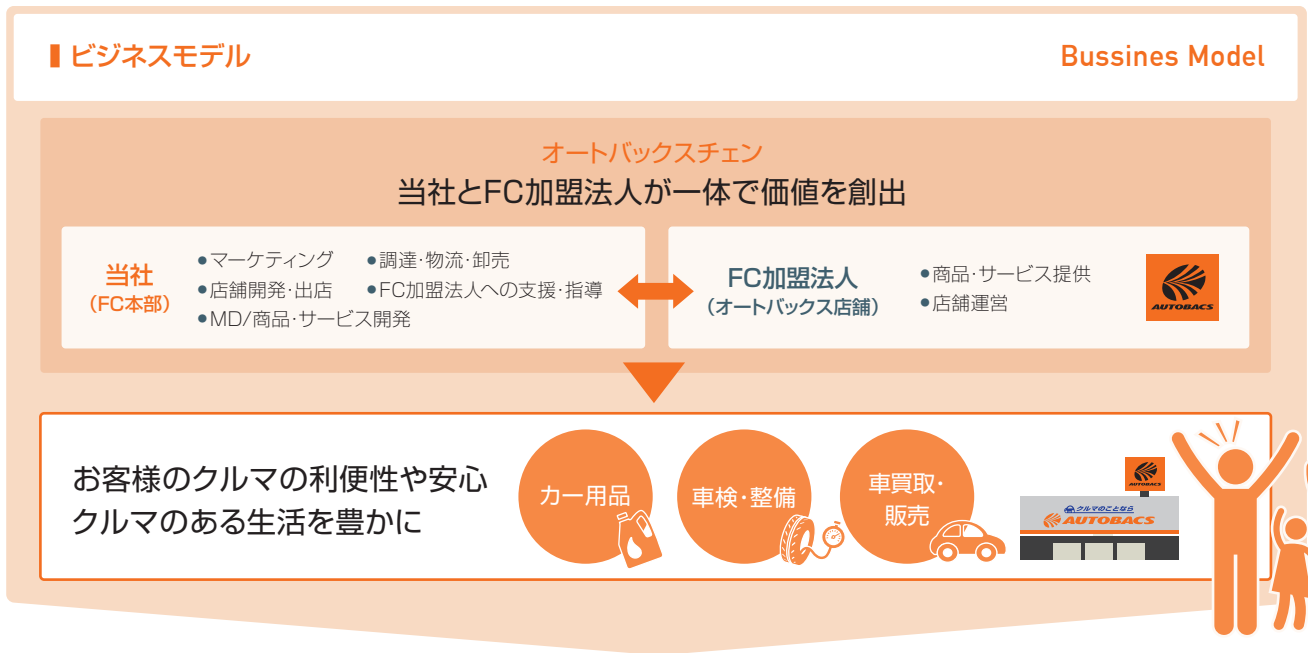 ビジネスモデル
Bussines Model
オートバックスチェン
当社とFC加盟法人が一体で価値を創出
当社
(FC本部)
●マーケティング
●店舗開発・出店
●MD/商品・サービス開発
●調達・物流・卸売
●FC加盟法人への支援・指導
FC加盟法人
(オートバックス店舗)
●商品・サービス提供
●店舗運営
AUTOBACS
お客様のクルマの利便性や安心
クルマのある生活を豊かに
カー用品
車検・整備
車買取・
販売
AUTOBACS
クルマのことなら
AUTOBACS